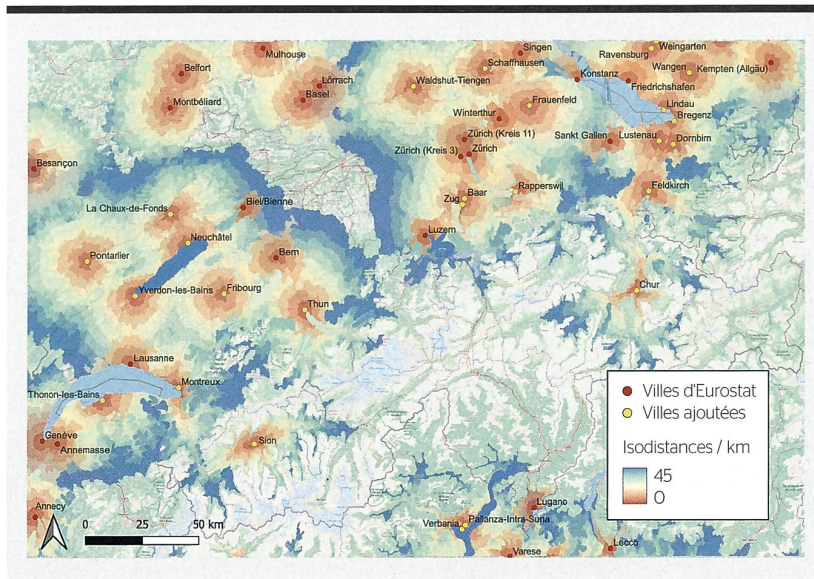 Mulhouse
Singen
Weingarten
Ravensburg
Belfort
Schaffhausen
Wangen
Kempten (Allgäu)
Lörrach
Waldshut-Tiengen
Konstanz
Friedrichshafen
Montbéliard
Basel
Frauenfeld
Lindau
Winterthur
Bregenz
Zürich (Kreis 11)
Sankt Gallen
Lustenau
Dornbirn
Zürich (Kreis 3)
Zürich
Besançon
Baar
Rapperswil
Feldkirch
Zug
La Chaux-de-Fonds
Biel/Bienne
Luzern
Neuchâtel
Pontarlier
Bern
Yverdon-les-Bains
Fribourg
Chur
Thun
Lausanne
Montreux
Thonon-les-Bains
Villes d'Eurostat
Villes ajoutées
Genève
Annemasse
Sion
Isodistances / km
45
0
Annecy
Lugano
Verbania
Pallanza-Intra-Suna
0 25 50 km
Varese
Lecco